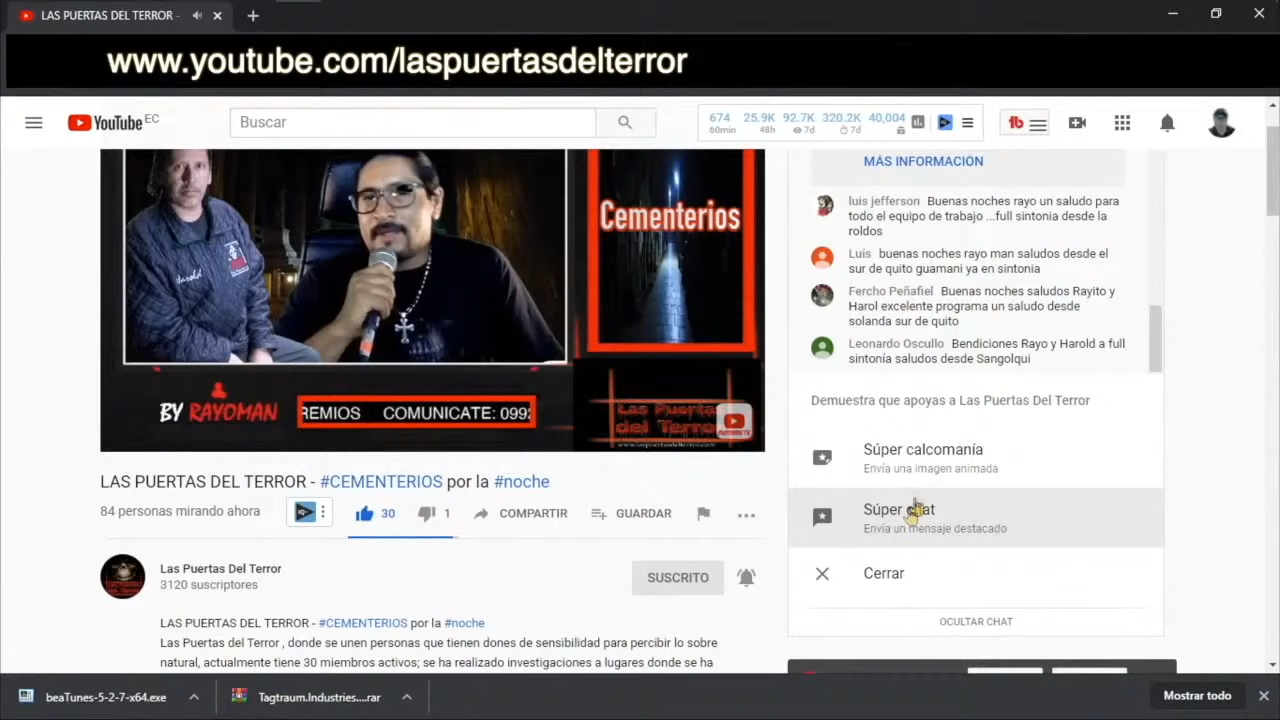 LAS PUERTAS DEL TERROR -
www.youtube.com/laspuertasdelterror
YouTube EC
Buscar
674 25.9K 92.7K 320.2K 40,004
60min 48h 7d 7d
MÁS INFORMACIÓN
Cementerios
Harold
BY RAYOMAN
REMIOS COMUNICATE: 099
Las Puertas
del Terror
luis jefferson Buenas noches rayo un saludo para
todo el equipo de trabajo ...full sintonia desde la
roldos
Luis buenas noches rayo man saludos desde el
sur de quito guamani ya en sintonia
Fercho Peñafiel Buenas noches saludos Rayito y
Harol excelente programa un saludo desde
solanda sur de quito
Leonardo Oscullo Bendiciones Rayo y Harold a full
sintonía saludos desde Sangolqui
Demuestra que apoyas a Las Puertas Del Terror
Súper calcomanía
Envía una imagen animada
Súper chat
Envía un mensaje destacado
Cerrar
OCULTAR CHAT
LAS PUERTAS DEL TERROR - #CEMENTERIOS por la #noche
84 personas mirando ahora
30
1
COMPARTIR
GUARDAR
Las Puertas Del Terror
3120 suscriptores
SUSCRITO
LAS PUERTAS DEL TERROR - #CEMENTERIOS por la #noche
Las Puertas del Terror , donde se unen personas que tienen dones de sensibilidad para percibir lo sobre
natural, actualmente tiene 30 miembros activos; se ha realizado investigaciones a lugares donde se ha
beaTunes-5-2-7-x64.exe
Tagtraum.Industries....rar
Mostrar todo